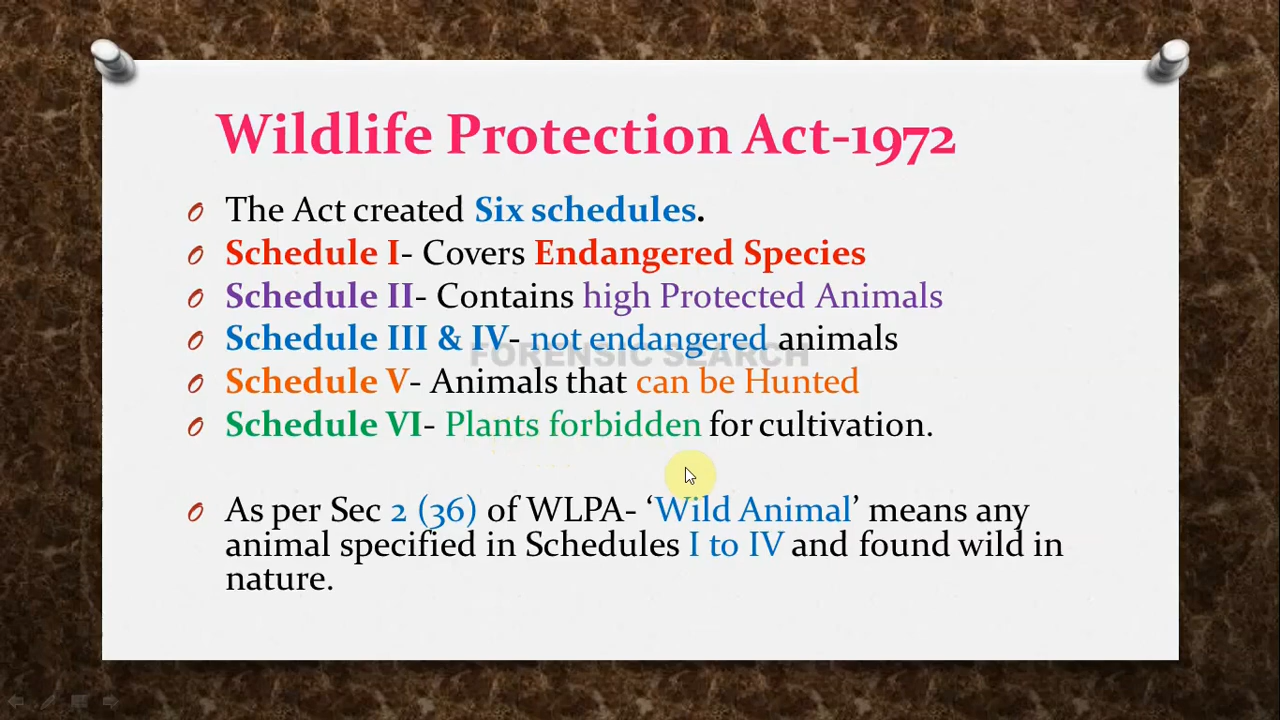 Wildlife Protection Act-1972
The Act created Six schedules.
Schedule I- Covers Endangered Species
Schedule II- Contains high Protected Animals
Schedule III & IV- not endangered animals
FORENSIC SEARCH
Schedule V- Animals that can be Hunted
Schedule VI- Plants forbidden for cultivation.
As per Sec 2 (36) of WLPA- ‘Wild Animal’ means any
animal specified in Schedules I to IV and found wild in
nature.